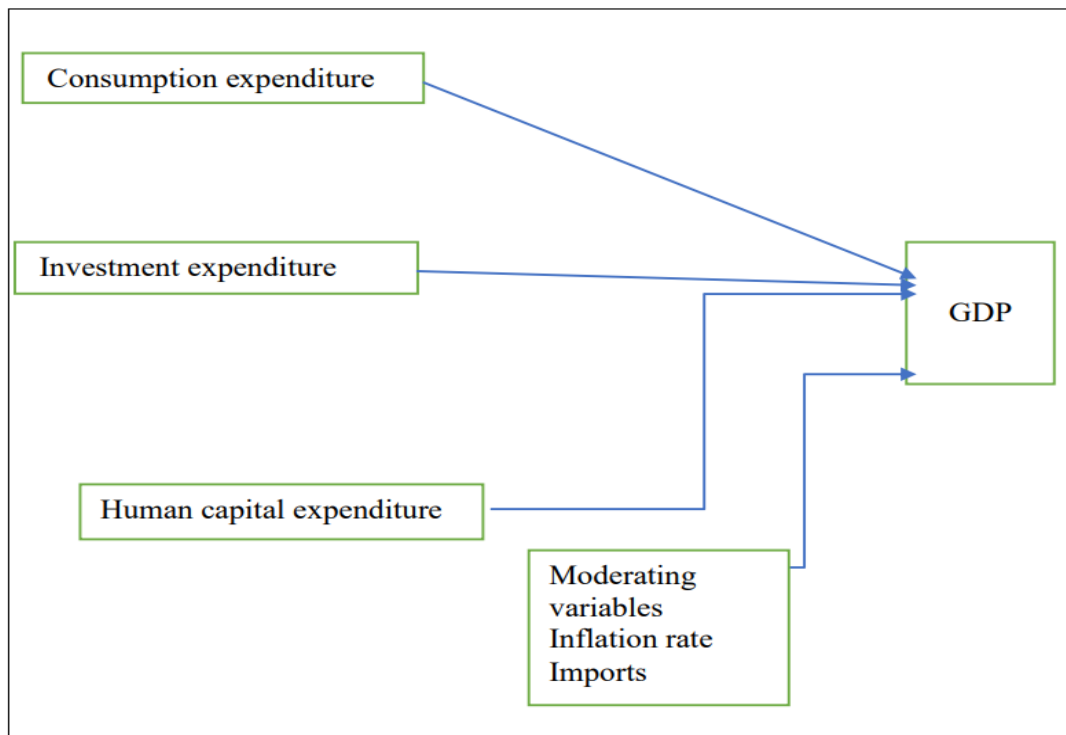 Consumption expenditure
Investment expenditure
GDP
Human capital expenditure
Moderating
variables
Inflation rate
Imports